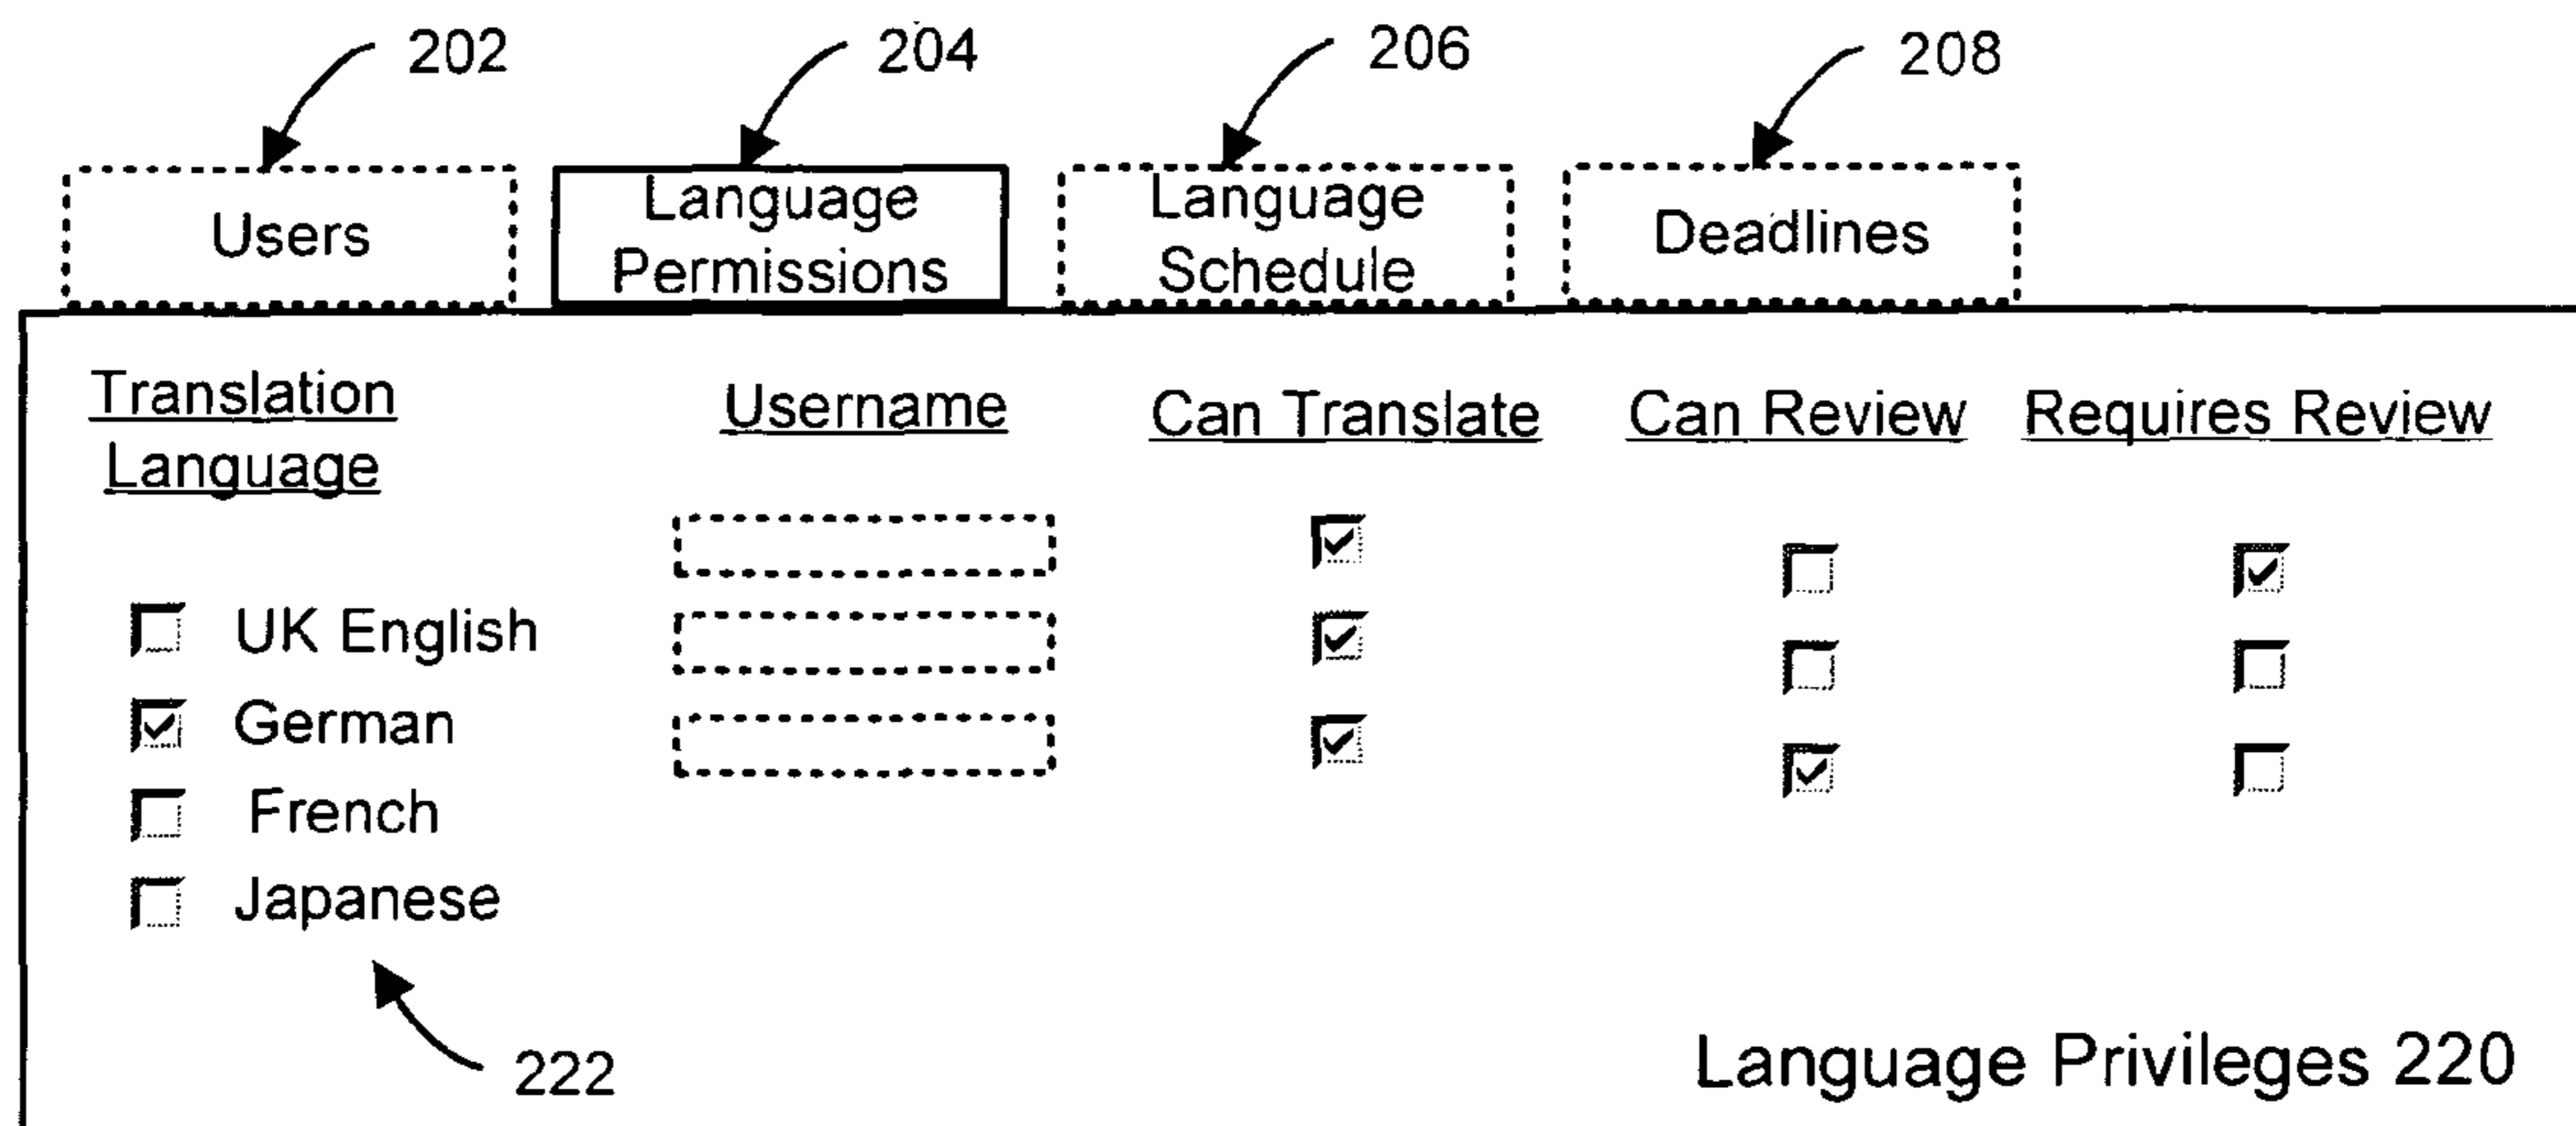 202
204
206
208
Users
Language
Permissions
Language
Schedule
Deadlines
Translation
Language
Username
Can Translate
Can Review
Requires Review
UK English
German
French
Japanese
222
Language Privileges 220